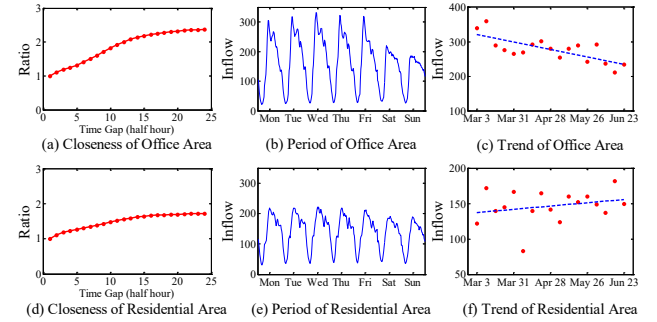 3
2
1
0
Ratio
0 5 10 15 20 25
Time Gap (half hour)
(a) Closeness of Office Area
300
200
100
0
Inflow
Mon Tue Wed Thu Fri Sat Sun
(b) Period of Office Area
400
300
200
100
Inflow
Mar 3 Mar 31 Apr 28 May 26 Jun 23
(c) Trend of Office Area
3
2
1
0
Ratio
0 5 10 15 20 25
Time Gap (half hour)
(d) Closeness of Residential Area
300
200
100
0
Inflow
Mon Tue Wed Thu Fri Sat Sun
(e) Period of Residential Area
200
150
100
50
Inflow
Mar 3 Mar 31 Apr 28 May 26 Jun 23
(f) Trend of Residential Area